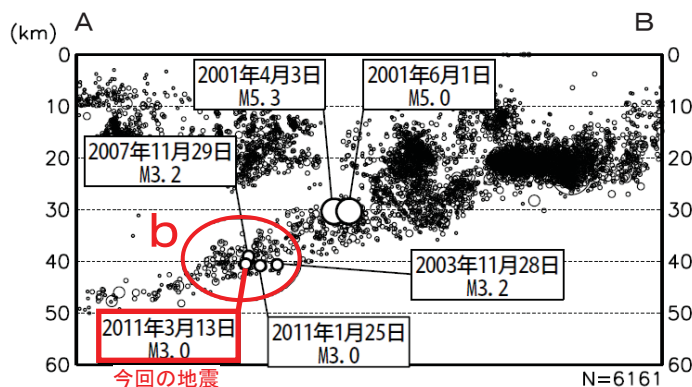 A
B
(km)
0
10
20
30
40
50
60
0
10
20
30
40
50
60
2001年4月3日
M5.3
2001年6月1日
M5.0
2007年11月29日
M3.2
b
2003年11月28日
M3.2
2011年3月13日
M3.0
2011年1月25日
M3.0
今回の地震
N=6161